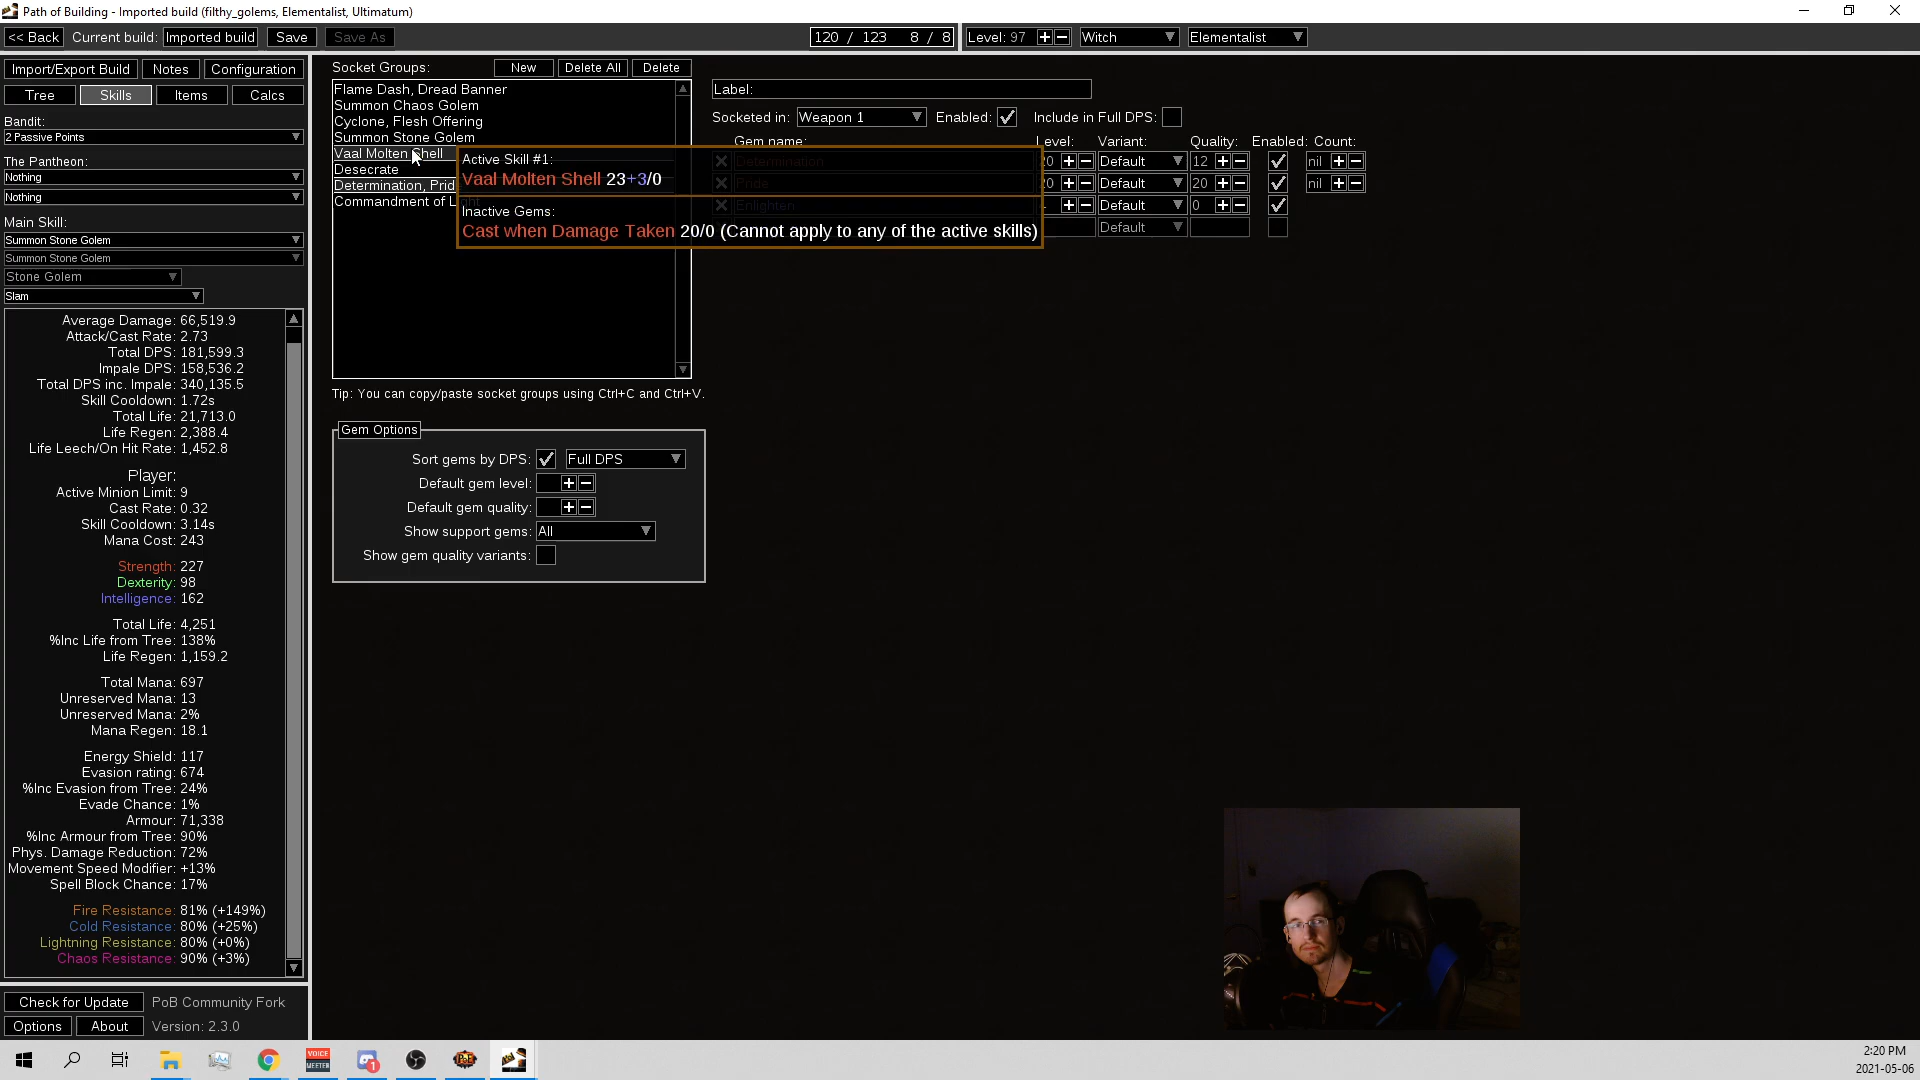 Path of Building - Imported build (filthy_golems, Elementalist, Ultimatum)
<< Back Current build: Imported build Save Save As 120 / 123 8 / 8 Level: 97 Witch Elementalist
Import/Export Build Notes Configuration
Tree Skills Items Calcs
Bandit:
2 Passive Points
The Pantheon:
Nothing
Nothing
Main Skill:
Summon Stone Golem
Summon Stone Golem
Stone Golem
Slam
Average Damage: 66,519.9
Attack/Cast Rate: 2.73
Total DPS: 181,599.3
Impale DPS: 158,536.2
Total DPS inc. Impale: 340,135.5
Skill Cooldown: 1.72s
Total Life: 21,713.0
Life Regen: 2,388.4
Life Leech/On Hit Rate: 1,452.8
Player:
Active Minion Limit: 9
Cast Rate: 0.32
Skill Cooldown: 3.14s
Mana Cost: 243
Strength: 227
Dexterity: 98
Intelligence: 162
Total Life: 4,251
%Inc Life from Tree: 138%
Life Regen: 1,159.2
Total Mana: 697
Unreserved Mana: 13
Unreserved Mana: 2%
Mana Regen: 18.1
Energy Shield: 117
Evasion rating: 674
%Inc Evasion from Tree: 24%
Evade Chance: 1%
Armour: 71,338
%Inc Armour from Tree: 90%
Phys. Damage Reduction: 72%
Movement Speed Modifier: +13%
Spell Block Chance: 17%
Fire Resistance: 81% (+149%)
Cold Resistance: 80% (+25%)
Lightning Resistance: 80% (+0%)
Chaos Resistance: 90% (+3%)
Check for Update PoB Community Fork
Options About Version: 2.3.0
Socket Groups: New Delete All Delete
Flame Dash, Dread Banner
Summon Chaos Golem
Cyclone, Flesh Offering
Summon Stone Golem
Vaal Molten Shell
Desecrate
Determination, Prid
Commandment of Light
Active Skill #1:
Vaal Molten Shell 23+3/0
Inactive Gems:
Cast when Damage Taken 20/0 (Cannot apply to any of the active skills)
Tip: You can copy/paste socket groups using Ctrl+C and Ctrl+V.
Gem Options
Sort gems by DPS: Full DPS
Default gem level:
Default gem quality:
Show support gems: All
Show gem quality variants:
Label:
Socketed in: Weapon 1 Enabled: Include in Full DPS:
Gem name: Level: Variant: Quality: Enabled: Count:
Determination 20 Default 12 nil
Pride 20 Default 20 nil
Enlighten Default 0
Default
VOICE MEETER
1
PoE
2:20 PM
2021-05-06